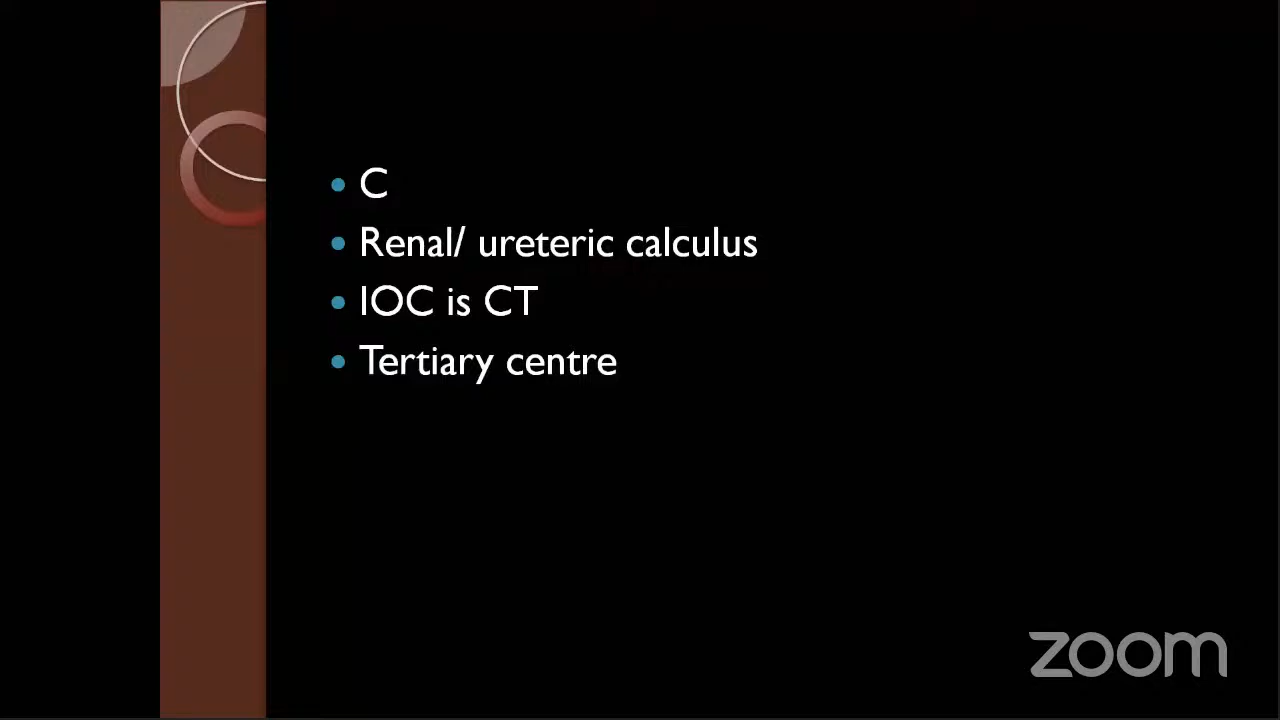 • C
• Renal/ ureteric calculus
• IOC is CT
• Tertiary centre
zoom